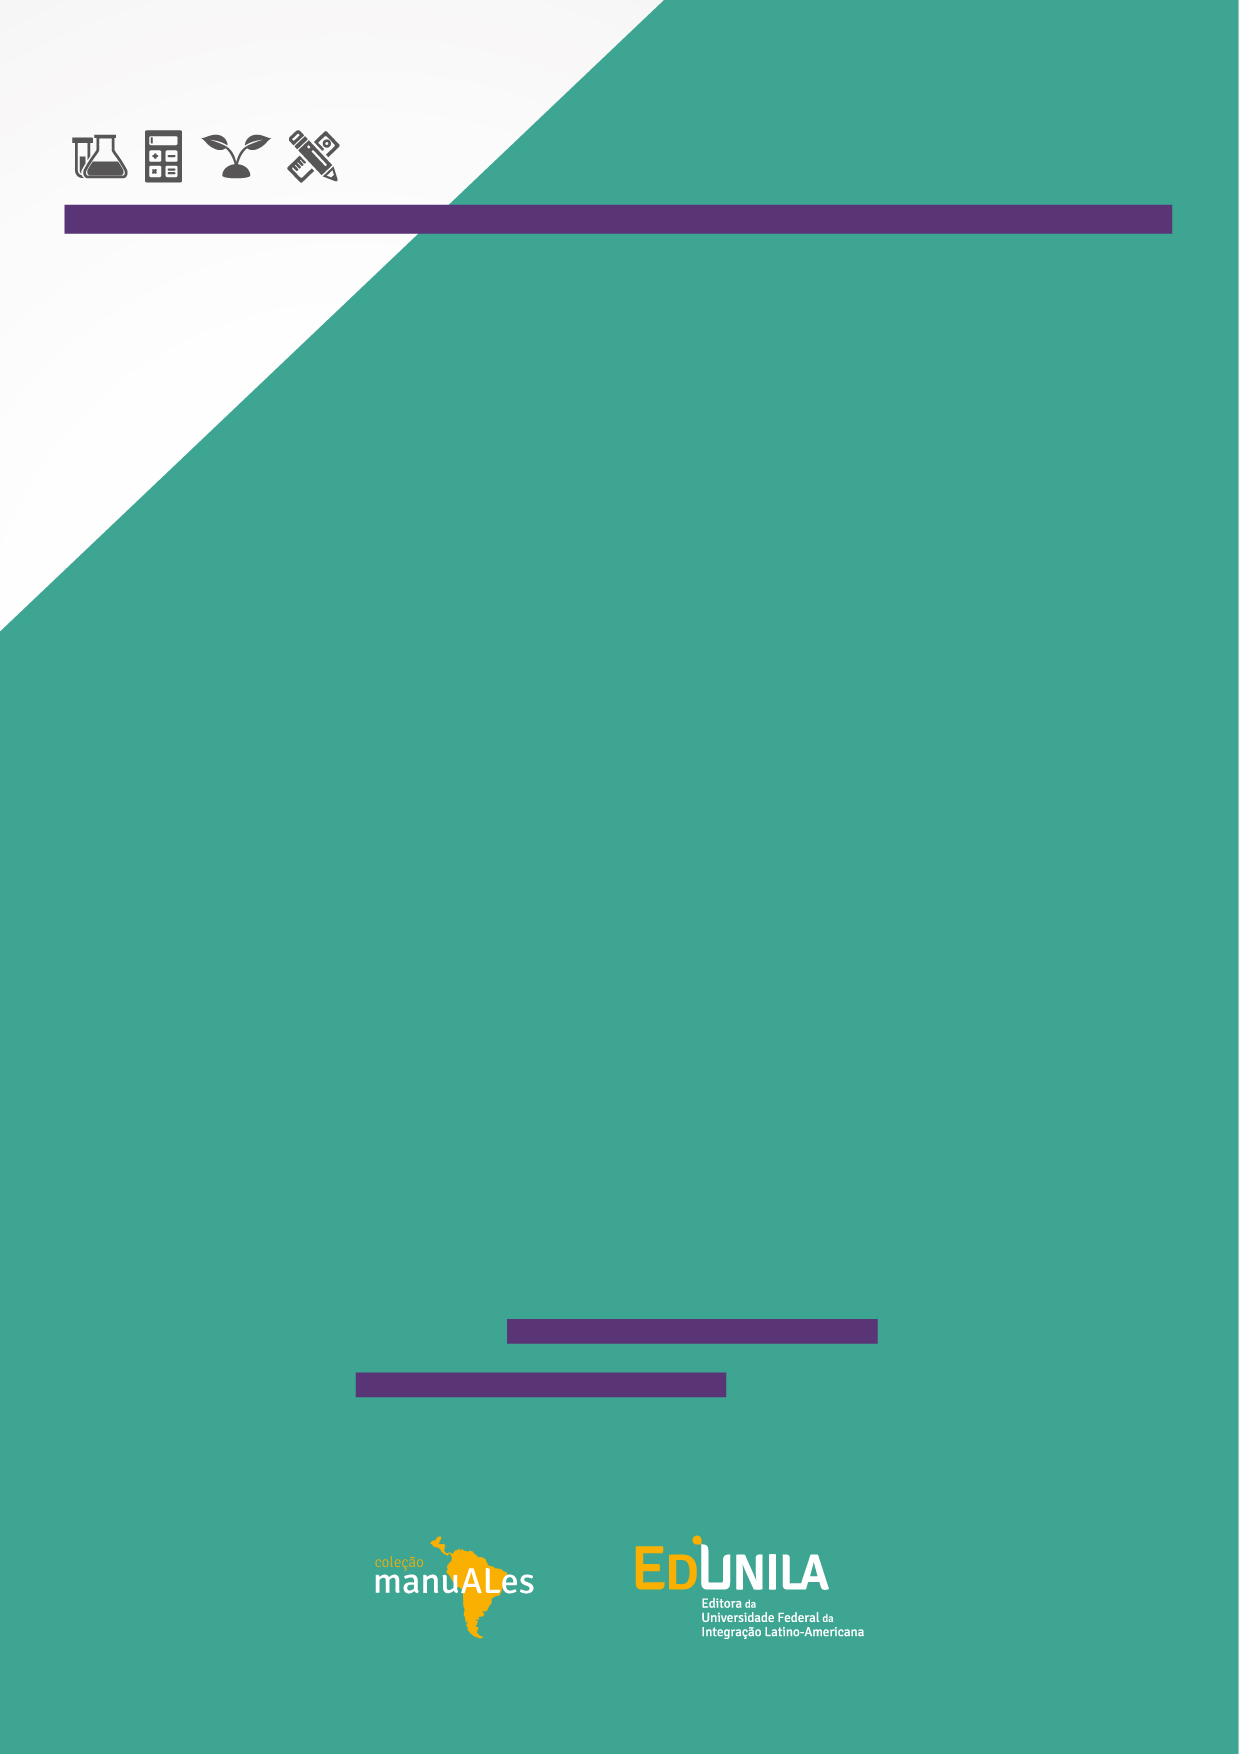 coleção
manuALes
EDUNILA
Editora da
Universidade Federal da
Integração Latino-Americana